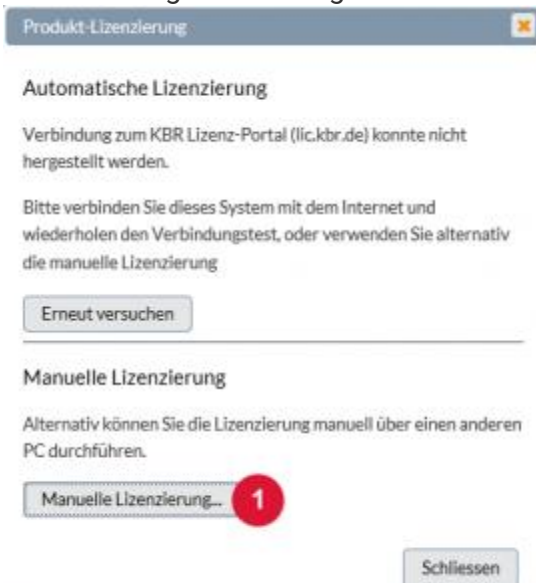 Produkt-Lizenzierung
Automatische Lizenzierung
Verbindung zum KBR Lizenz-Portal (lic.kbr.de) konnte nicht
hergestellt werden.
Bitte verbinden Sie dieses System mit dem Internet und
wiederholen den Verbindungstest, oder verwenden Sie alternativ
die manuelle Lizenzierung
Erneut versuchen
Manuelle Lizenzierung
Alternativ können Sie die Lizenzierung manuell über einen anderen
PC durchführen.
Manuelle Lizenzierung... 1
Schliessen